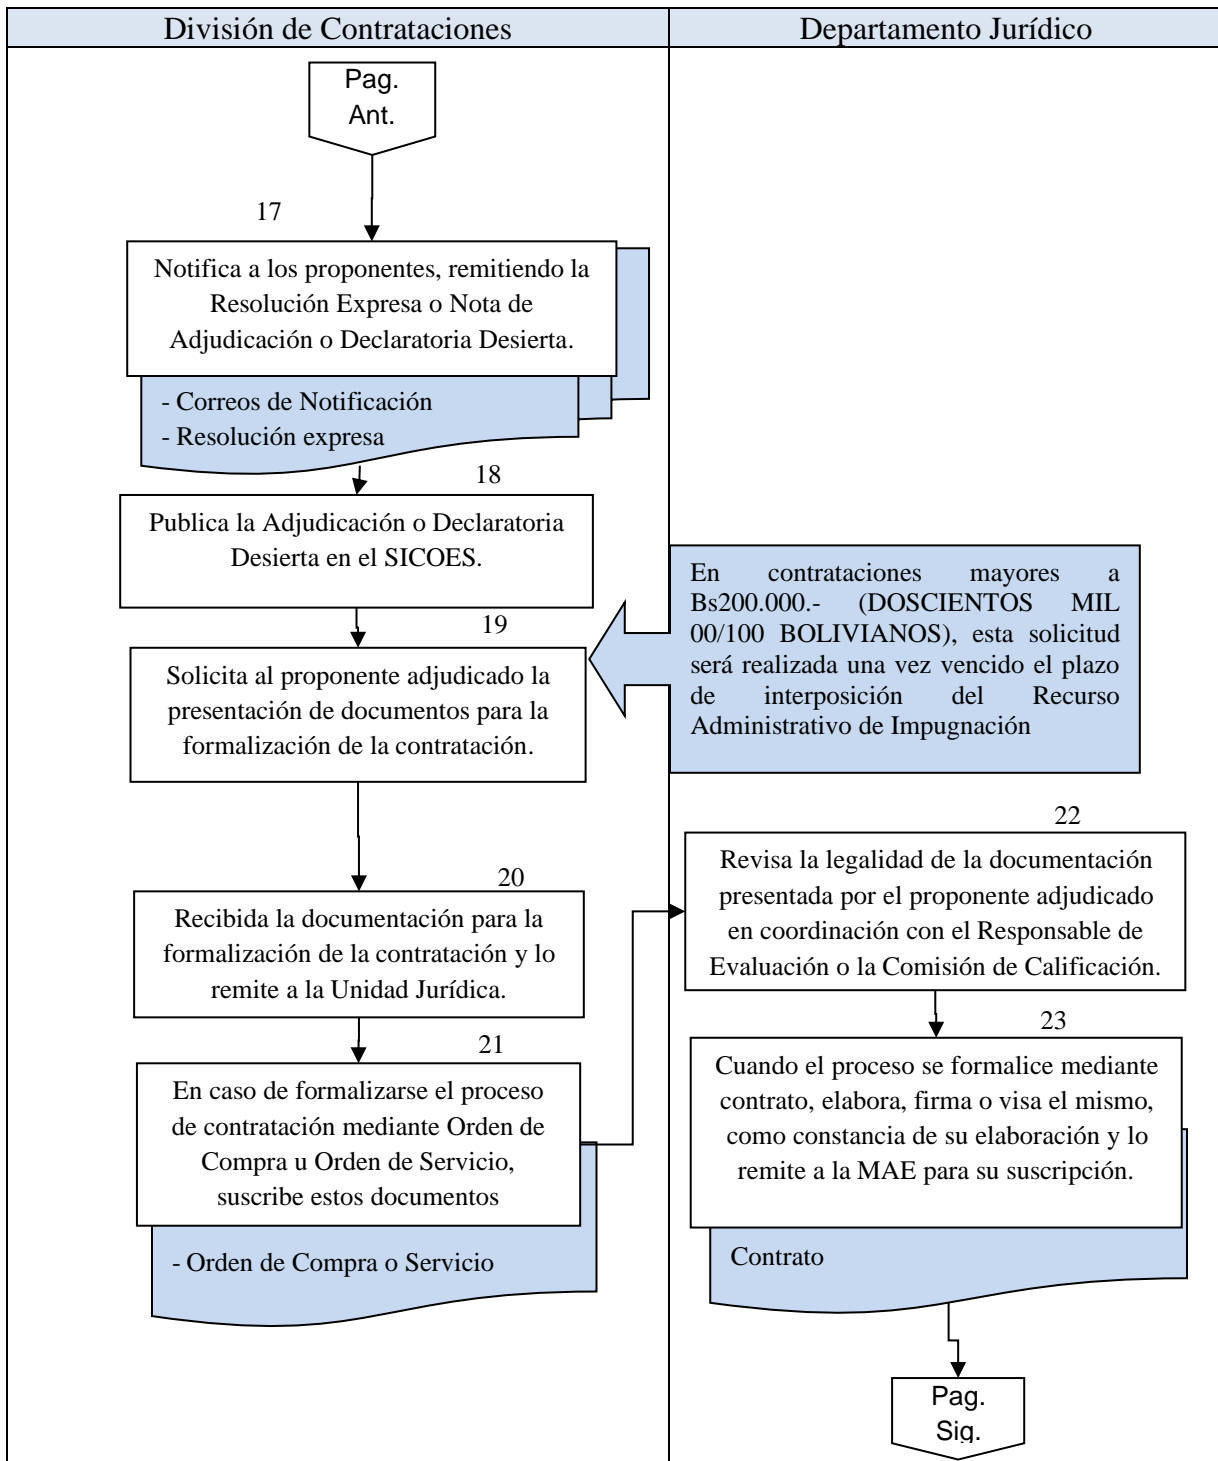 División de Contrataciones
Departamento Jurídico
Pag.
Ant.
17
Notifica a los proponentes, remitiendo la
Resolución Expresa o Nota de
Adjudicación o Declaratoria Desierta.
- Correos de Notificación
- Resolución expresa
18
Publica la Adjudicación o Declaratoria
Desierta en el SICOES.
19
Solicita al proponente adjudicado la
presentación de documentos para la
formalización de la contratación.
En contrataciones mayores a
Bs200.000.- (DOSCIENTOS MIL
00/100 BOLIVIANOS), esta solicitud
será realizada una vez vencido el plazo
de interposición del Recurso
Administrativo de Impugnación
20
Recibida la documentación para la
formalización de la contratación y lo
remite a la Unidad Jurídica.
21
En caso de formalizarse el proceso
de contratación mediante Orden de
Compra u Orden de Servicio,
suscribe estos documentos
- Orden de Compra o Servicio
22
Revisa la legalidad de la documentación
presentada por el proponente adjudicado
en coordinación con el Responsable de
Evaluación o la Comisión de Calificación.
23
Cuando el proceso se formalice mediante
contrato, elabora, firma o visa el mismo,
como constancia de su elaboración y lo
remite a la MAE para su suscripción.
Contrato
Pag.
Sig.